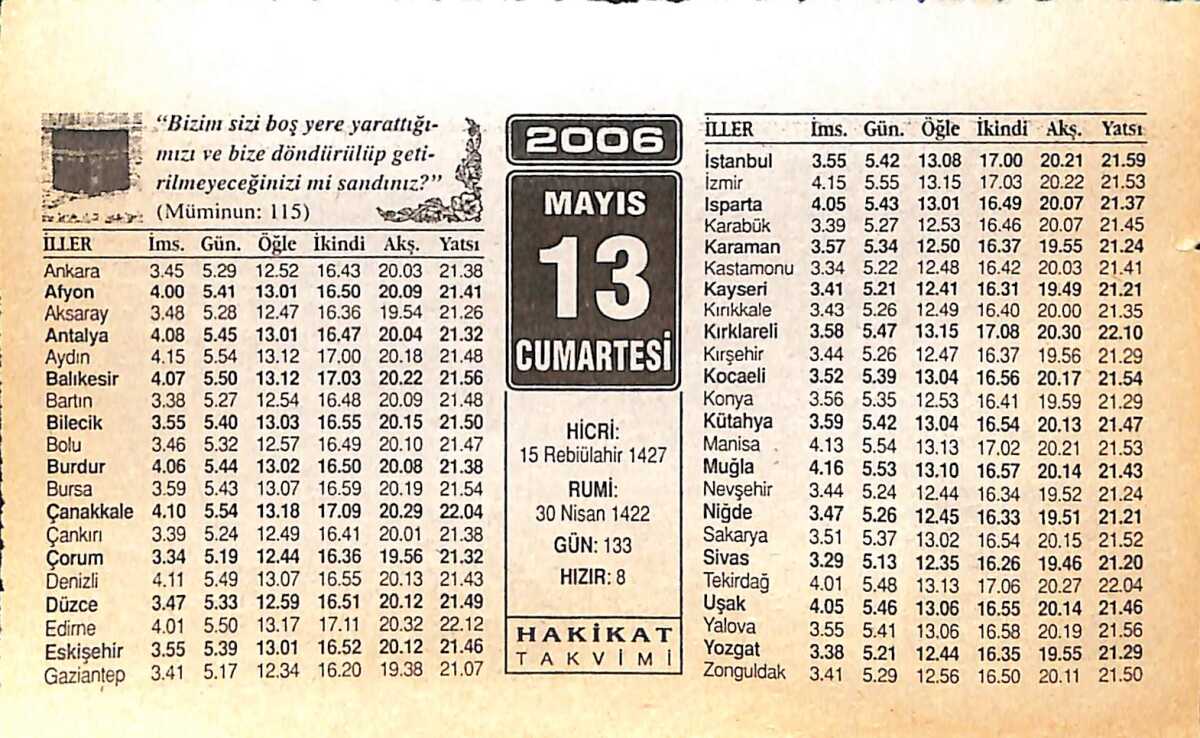 "Bizim sizi boş yere yarattığı-
mızı ve bize döndürülüp geti-
rilmeyeceğinizi mi sandınız?"
(Müminun: 115)
İLLER İms. Gün. Öğle İkindi Akş. Yatsı
Ankara 3.45 5.29 12.52 16.43 20.03 21.38
Afyon 4.00 5.41 13.01 16.50 20.09 21.41
Aksaray 3.48 5.28 12.47 16.36 19.54 21.26
Antalya 4.08 5.45 13.01 16.47 20.04 21.32
Aydın 4.15 5.54 13.12 17.00 20.18 21.48
Balıkesir 4.07 5.50 13.12 17.03 20.22 21.56
Bartın 3.38 5.27 12.54 16.48 20.09 21.48
Bilecik 3.55 5.40 13.03 16.55 20.15 21.50
Bolu 3.46 5.32 12.57 16.49 20.10 21.47
Burdur 4.06 5.44 13.02 16.50 20.08 21.38
Bursa 3.59 5.43 13.07 16.59 20.19 21.54
Çanakkale 4.10 5.54 13.18 17.09 20.29 22.04
Çankırı 3.39 5.24 12.49 16.41 20.01 21.38
Çorum 3.34 5.19 12.44 16.36 19.56 21.32
Denizli 4.11 5.49 13.07 16.55 20.13 21.43
Düzce 3.47 5.33 12.59 16.51 20.12 21.49
Edirne 4.01 5.50 13.17 17.11 20.32 22.12
Eskişehir 3.55 5.39 13.01 16.52 20.12 21.46
Gaziantep 3.41 5.17 12.34 16.20 19.38 21.07
2006
MAYIS
13
CUMARTESİ
HİCRİ:
15 Rebiülahir 1427
RUMİ:
30 Nisan 1422
GÜN: 133
HIZIR: 8
HAKİKAT
TAKVİMİ
İLLER İms. Gün. Öğle İkindi Akş. Yatsı
İstanbul 3.55 5.42 13.08 17.00 20.21 21.59
İzmir 4.15 5.55 13.15 17.03 20.22 21.53
Isparta 4.05 5.43 13.01 16.49 20.07 21.37
Karabük 3.39 5.27 12.53 16.46 20.07 21.45
Karaman 3.57 5.34 12.50 16.37 19.55 21.24
Kastamonu 3.34 5.22 12.48 16.42 20.03 21.41
Kayseri 3.41 5.21 12.41 16.31 19.49 21.21
Kırıkkale 3.43 5.26 12.49 16.40 20.00 21.35
Kırklareli 3.58 5.47 13.15 17.08 20.30 22.10
Kırşehir 3.44 5.26 12.47 16.37 19.56 21.29
Kocaeli 3.52 5.39 13.04 16.56 20.17 21.54
Konya 3.56 5.35 12.53 16.41 19.59 21.29
Kütahya 3.59 5.42 13.04 16.54 20.13 21.47
Manisa 4.13 5.54 13.13 17.02 20.21 21.53
Muğla 4.16 5.53 13.10 16.57 20.14 21.43
Nevşehir 3.44 5.24 12.44 16.34 19.52 21.24
Niğde 3.47 5.26 12.45 16.33 19.51 21.21
Sakarya 3.51 5.37 13.02 16.54 20.15 21.52
Sivas 3.29 5.13 12.35 16.26 19.46 21.20
Tekirdağ 4.01 5.48 13.13 17.06 20.27 22.04
Uşak 4.05 5.46 13.06 16.55 20.14 21.46
Yalova 3.55 5.41 13.06 16.58 20.19 21.56
Yozgat 3.38 5.21 12.44 16.35 19.55 21.29
Zonguldak 3.41 5.29 12.56 16.50 20.11 21.50